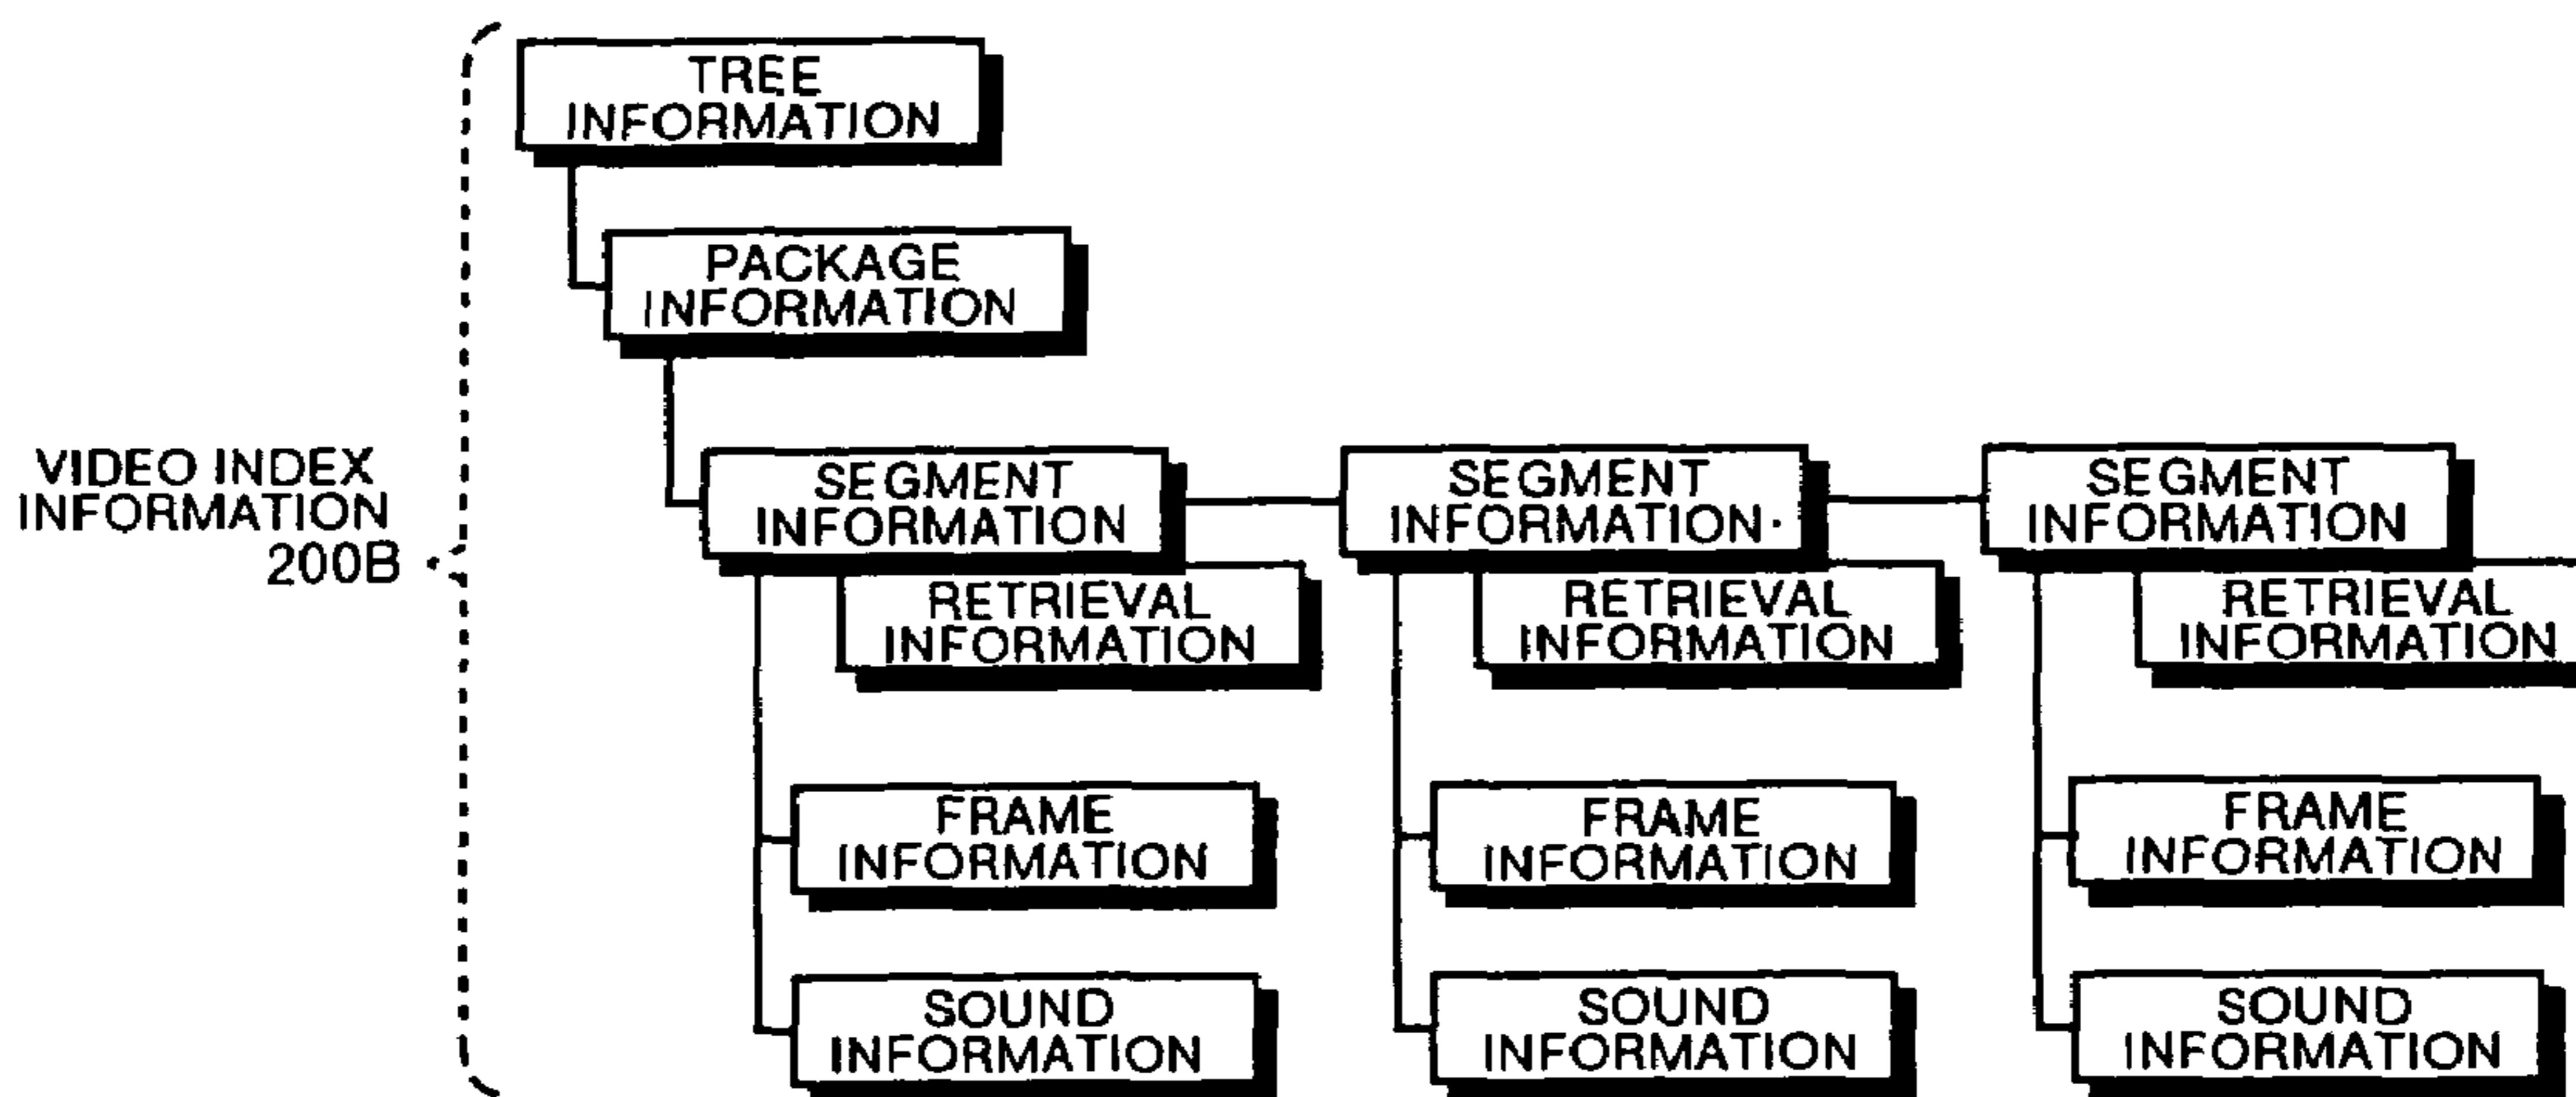 TREE
INFORMATION
PACKAGE
INFORMATION
VIDEO INDEX
INFORMATION
200B
SEGMENT
INFORMATION
SEGMENT
INFORMATION
SEGMENT
INFORMATION
RETRIEVAL
INFORMATION
RETRIEVAL
INFORMATION
RETRIEVAL
INFORMATION
FRAME
INFORMATION
FRAME
INFORMATION
FRAME
INFORMATION
SOUND
INFORMATION
SOUND
INFORMATION
SOUND
INFORMATION